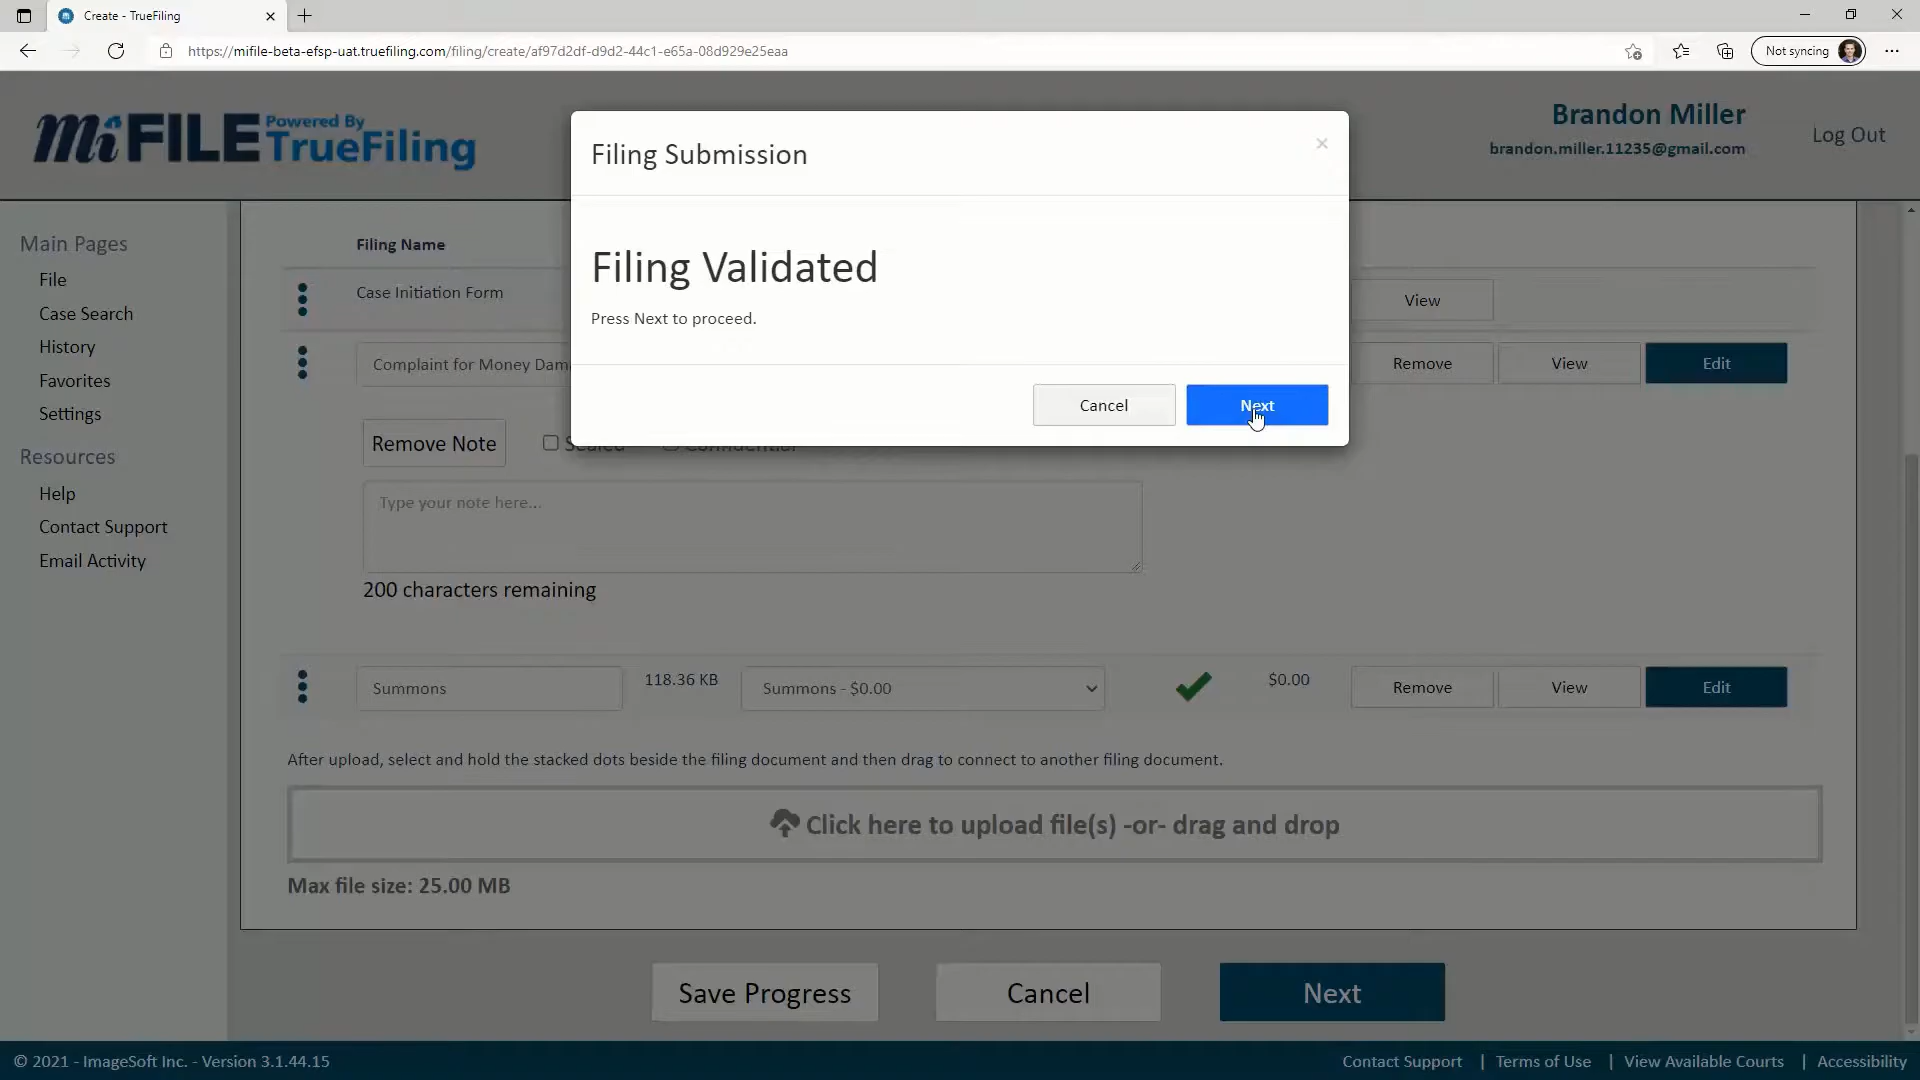 Create - TrueFiling
https://mifile-beta-efsp-uat.truefiling.com/filing/create/af97d2df-d9d2-44c1-e65a-08d929e25eaa
Not syncing
MiFILE Powered By TrueFiling
Brandon Miller
brandon.miller.11235@gmail.com
Log Out
Main Pages
File
Case Search
History
Favorites
Settings
Resources
Help
Contact Support
Email Activity
Filing Submission
Filing Validated
Press Next to proceed.
Cancel
Next
Filing Name
Case Initiation Form
View
Complaint for Money Dam
Remove
View
Edit
Remove Note
Sealed
Confidential
Type your note here...
200 characters remaining
Summons
118.36 KB
Summons - $0.00
$0.00
Remove
View
Edit
After upload, select and hold the stacked dots beside the filing document and then drag to connect to another filing document.
Click here to upload file(s) -or- drag and drop
Max file size: 25.00 MB
Save Progress
Cancel
Next
© 2021 - ImageSoft Inc. - Version 3.1.44.15
Contact Support | Terms of Use | View Available Courts | Accessibility